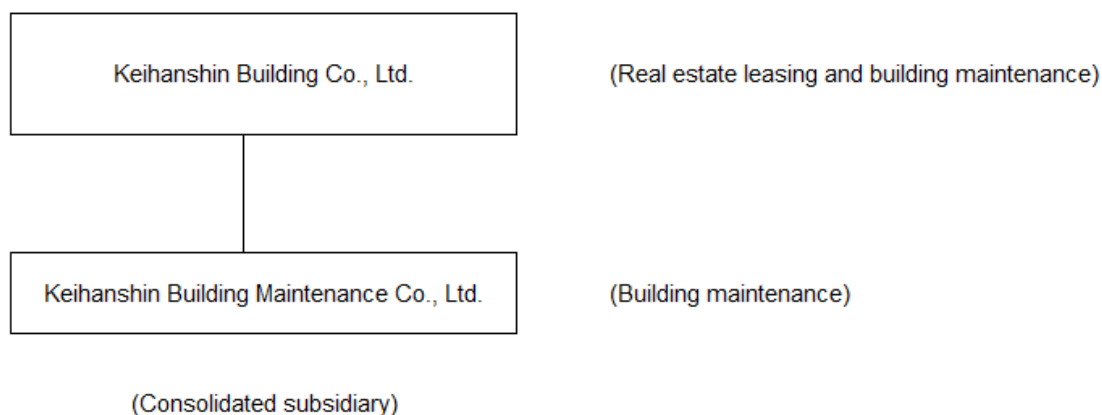 Keihanshin Building Co., Ltd.
(Real estate leasing and building maintenance)
Keihanshin Building Maintenance Co., Ltd.
(Building maintenance)
(Consolidated subsidiary)